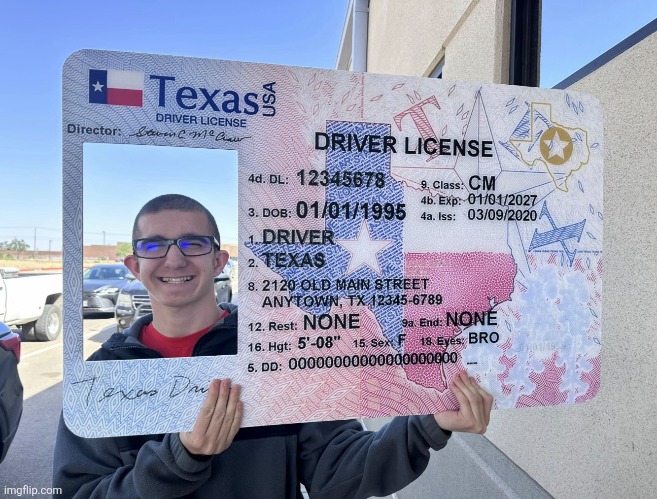 Texas USA
DRIVER LICENSE
Director: Steven C McCraw
DRIVER LICENSE
4d. DL: 12345678
9. Class: CM
4b. Exp: 01/01/2027
3. DOB: 01/01/1995
4a. Iss: 03/09/2020
1. DRIVER
2. TEXAS
8. 2120 OLD MAIN STREET
ANYTOWN, TX 12345-6789
12. Rest: NONE
9a. End: NONE
16. Hgt: 5'-08"
15. Sex: F
18. Eyes: BRO
5. DD: 00000000000000000000
Texas
imgflip.com